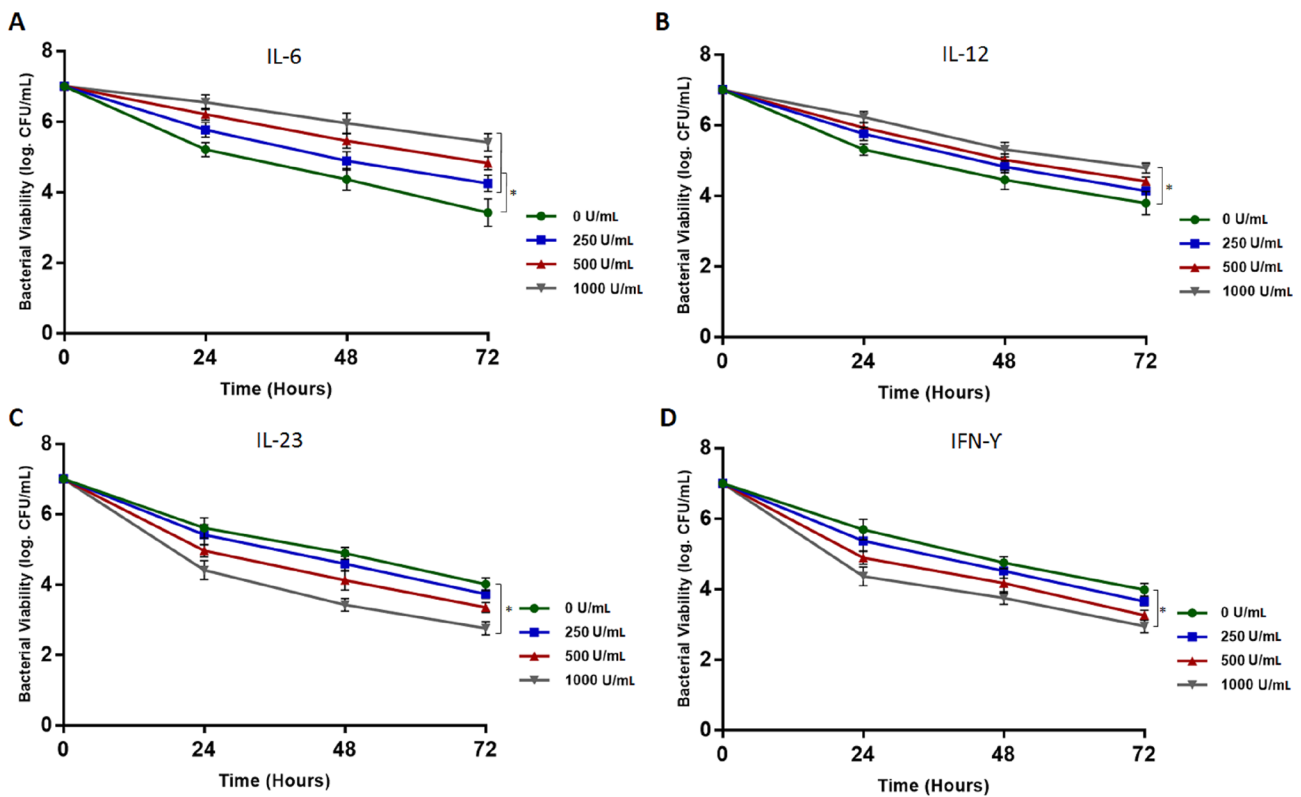 A
IL-6
Bacterial Viability (log. CFU/mL)
8
6
4
2
0
0 24 48 72
Time (Hours)
*
0 U/mL
250 U/mL
500 U/mL
1000 U/mL
B
IL-12
Bacterial Viability (log. CFU/mL)
8
6
4
2
0
0 24 48 72
Time (Hours)
*
0 U/mL
250 U/mL
500 U/mL
1000 U/mL
C
IL-23
Bacterial Viability (log. CFU/mL)
8
6
4
2
0
0 24 48 72
Time (Hours)
*
0 U/mL
250 U/mL
500 U/mL
1000 U/mL
D
IFN-Y
Bacterial Viability (log. CFU/mL)
8
6
4
2
0
0 24 48 72
Time (Hours)
*
0 U/mL
250 U/mL
500 U/mL
1000 U/mL